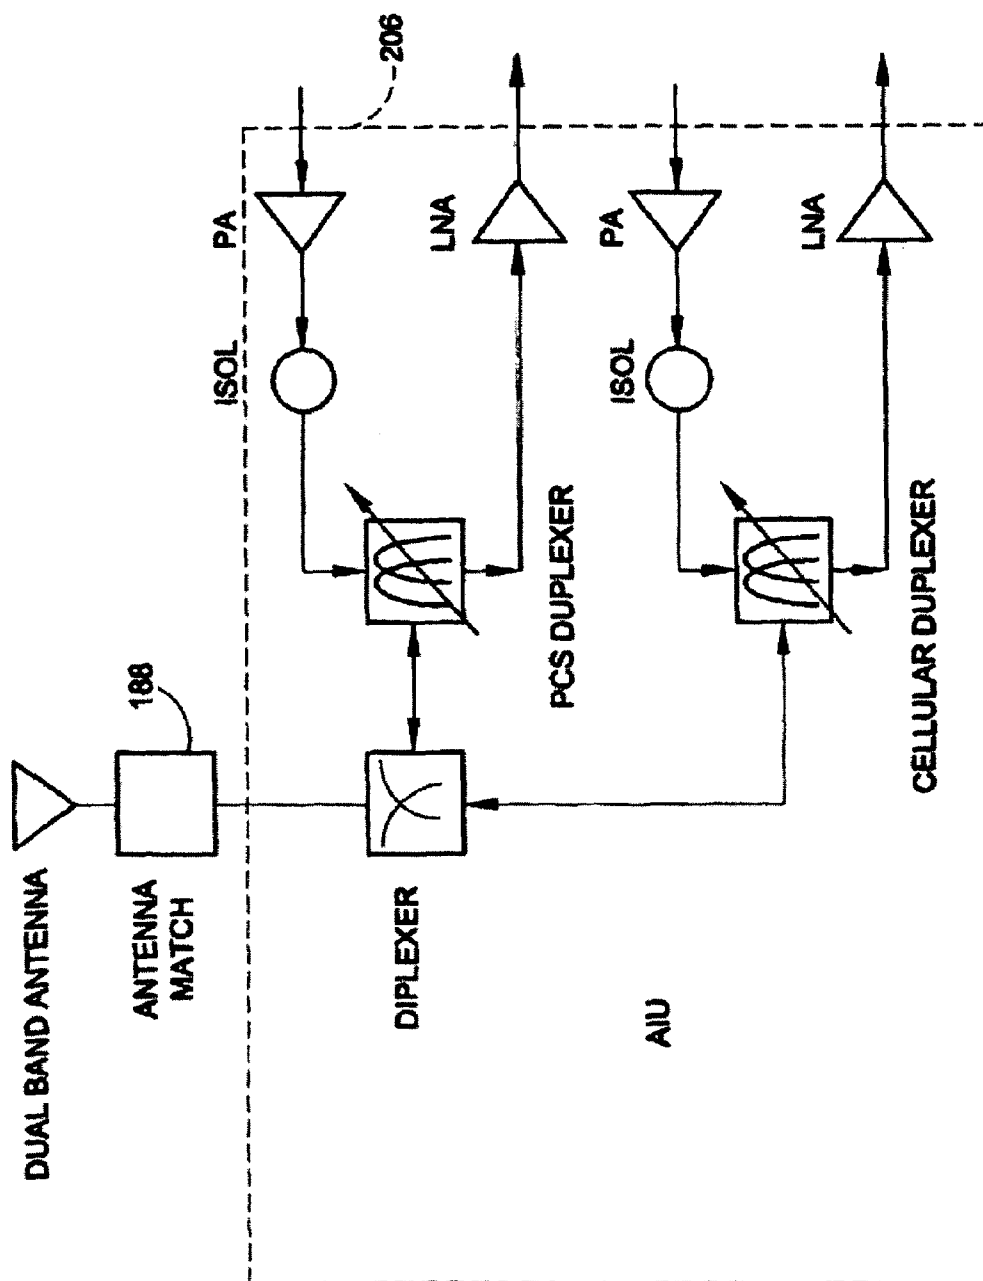 DUAL BAND ANTENNA
ANTENNA
MATCH
188
206
DIPLEXER
ISOL
PA
LNA
PCS DUPLEXER
ISOL
PA
LNA
CELLULAR DUPLEXER
AIU